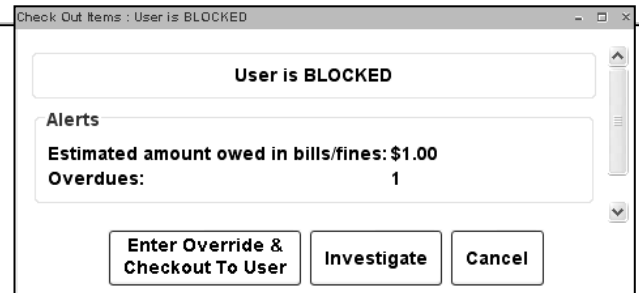 Check Out Items : User is BLOCKED
User is BLOCKED
Alerts
Estimated amount owed in bills/fines: $1.00
Overdues: 1
Enter Override &
Checkout To User
Investigate
Cancel